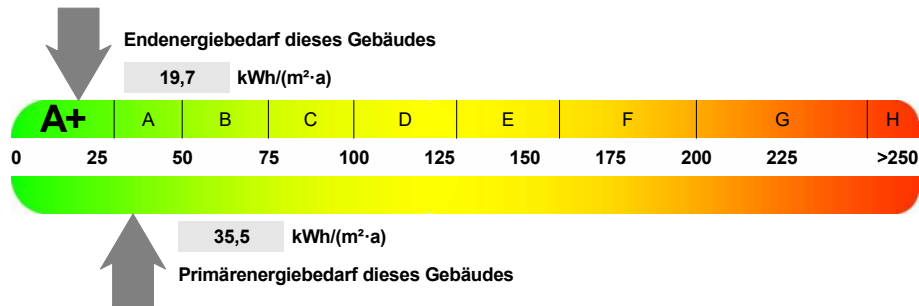 Endenergiebedarf dieses Gebäudes
19,7 kWh/(m²·a)
A+ A B C D E F G H
0 25 50 75 100 125 150 175 200 225 >250
35,5 kWh/(m²·a)
Primärenergiebedarf dieses Gebäudes